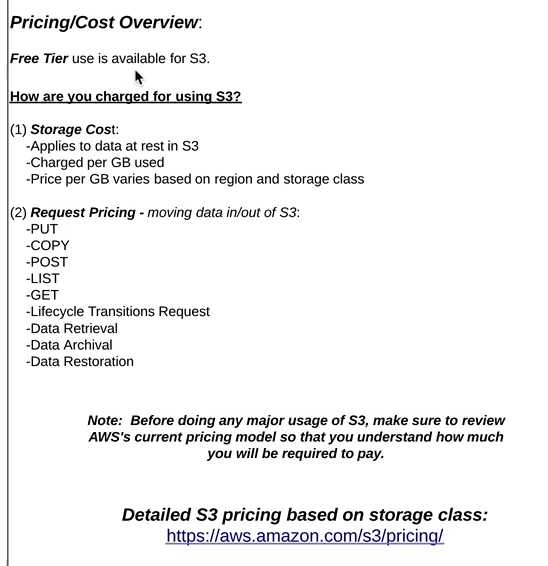 Pricing/Cost Overview:
Free Tier use is available for S3.
How are you charged for using S3?
(1) Storage Cost:
-Applies to data at rest in S3
-Charged per GB used
-Price per GB varies based on region and storage class
(2) Request Pricing - moving data in/out of S3:
-PUT
-COPY
-POST
-LIST
-GET
-Lifecycle Transitions Request
-Data Retrieval
-Data Archival
-Data Restoration
Note:  Before doing any major usage of S3, make sure to review
AWS's current pricing model so that you understand how much
you will be required to pay.
Detailed S3 pricing based on storage class:
https://aws.amazon.com/s3/pricing/